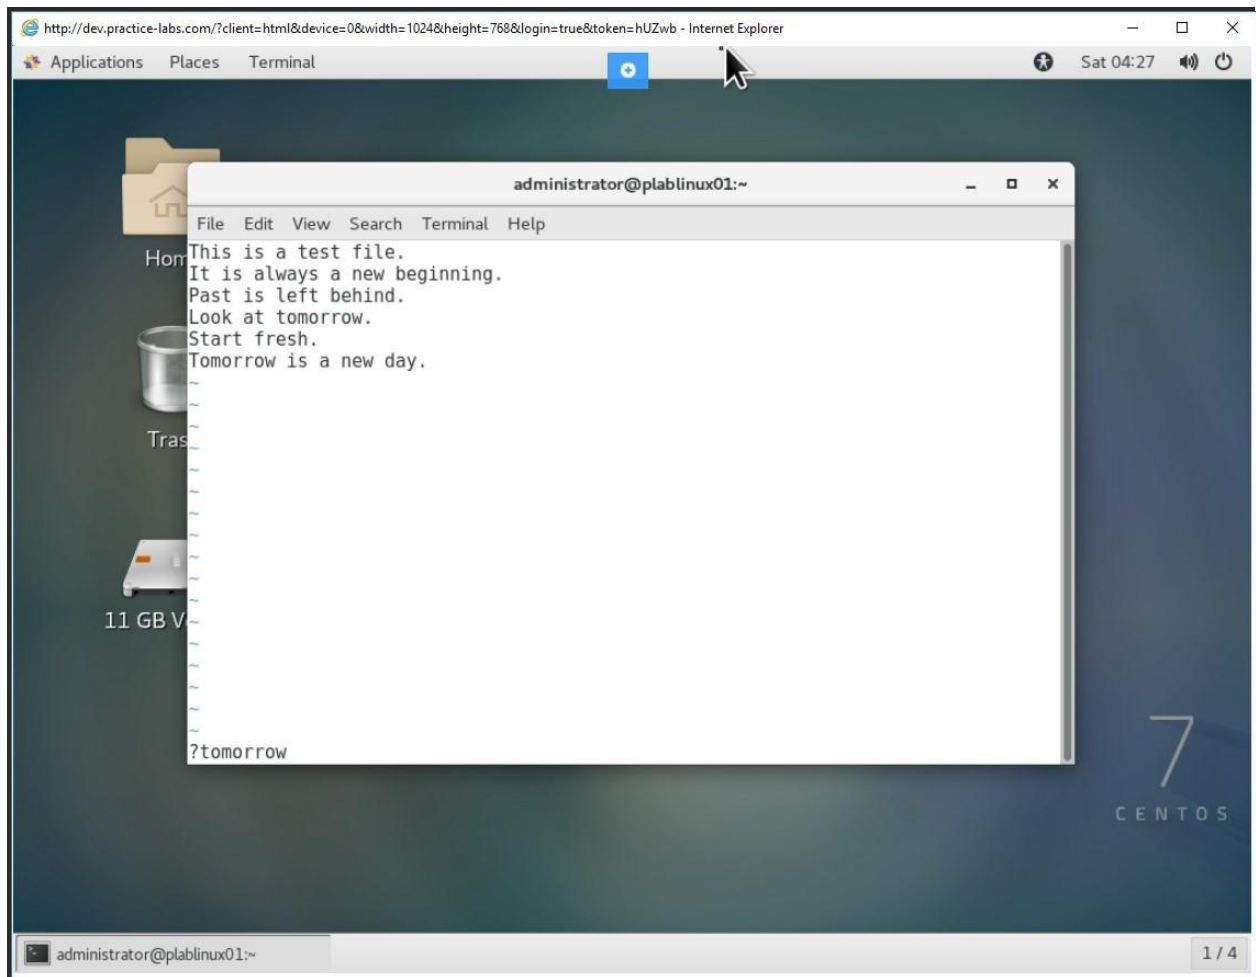 http://dev.practice-labs.com/?client=html&device=0&width=1024&height=768&login=true&token=hUZwb - Internet Explorer
Applications Places Terminal Sat 04:27
administrator@plablinux01:~
File Edit View Search Terminal Help
Home
This is a test file.
It is always a new beginning.
Past is left behind.
Look at tomorrow.
Start fresh.
Tomorrow is a new day.
~
~
~
Tras
~
~
~
~
~
~
~
~
11 GB V
~
~
~
~
~
~
?tomorrow
7
CENTOS
administrator@plablinux01:~ 1 / 4